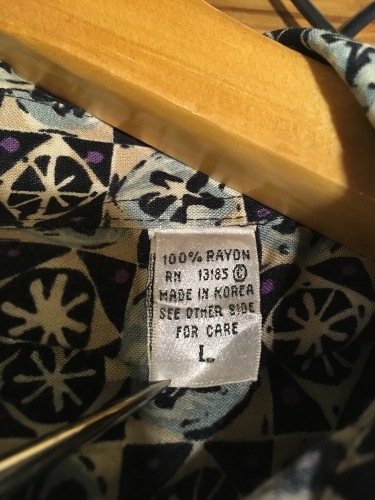 100% RAYON
RN 13185 ©
MADE IN KOREA
SEE OTHER SIDE
FOR CARE
L